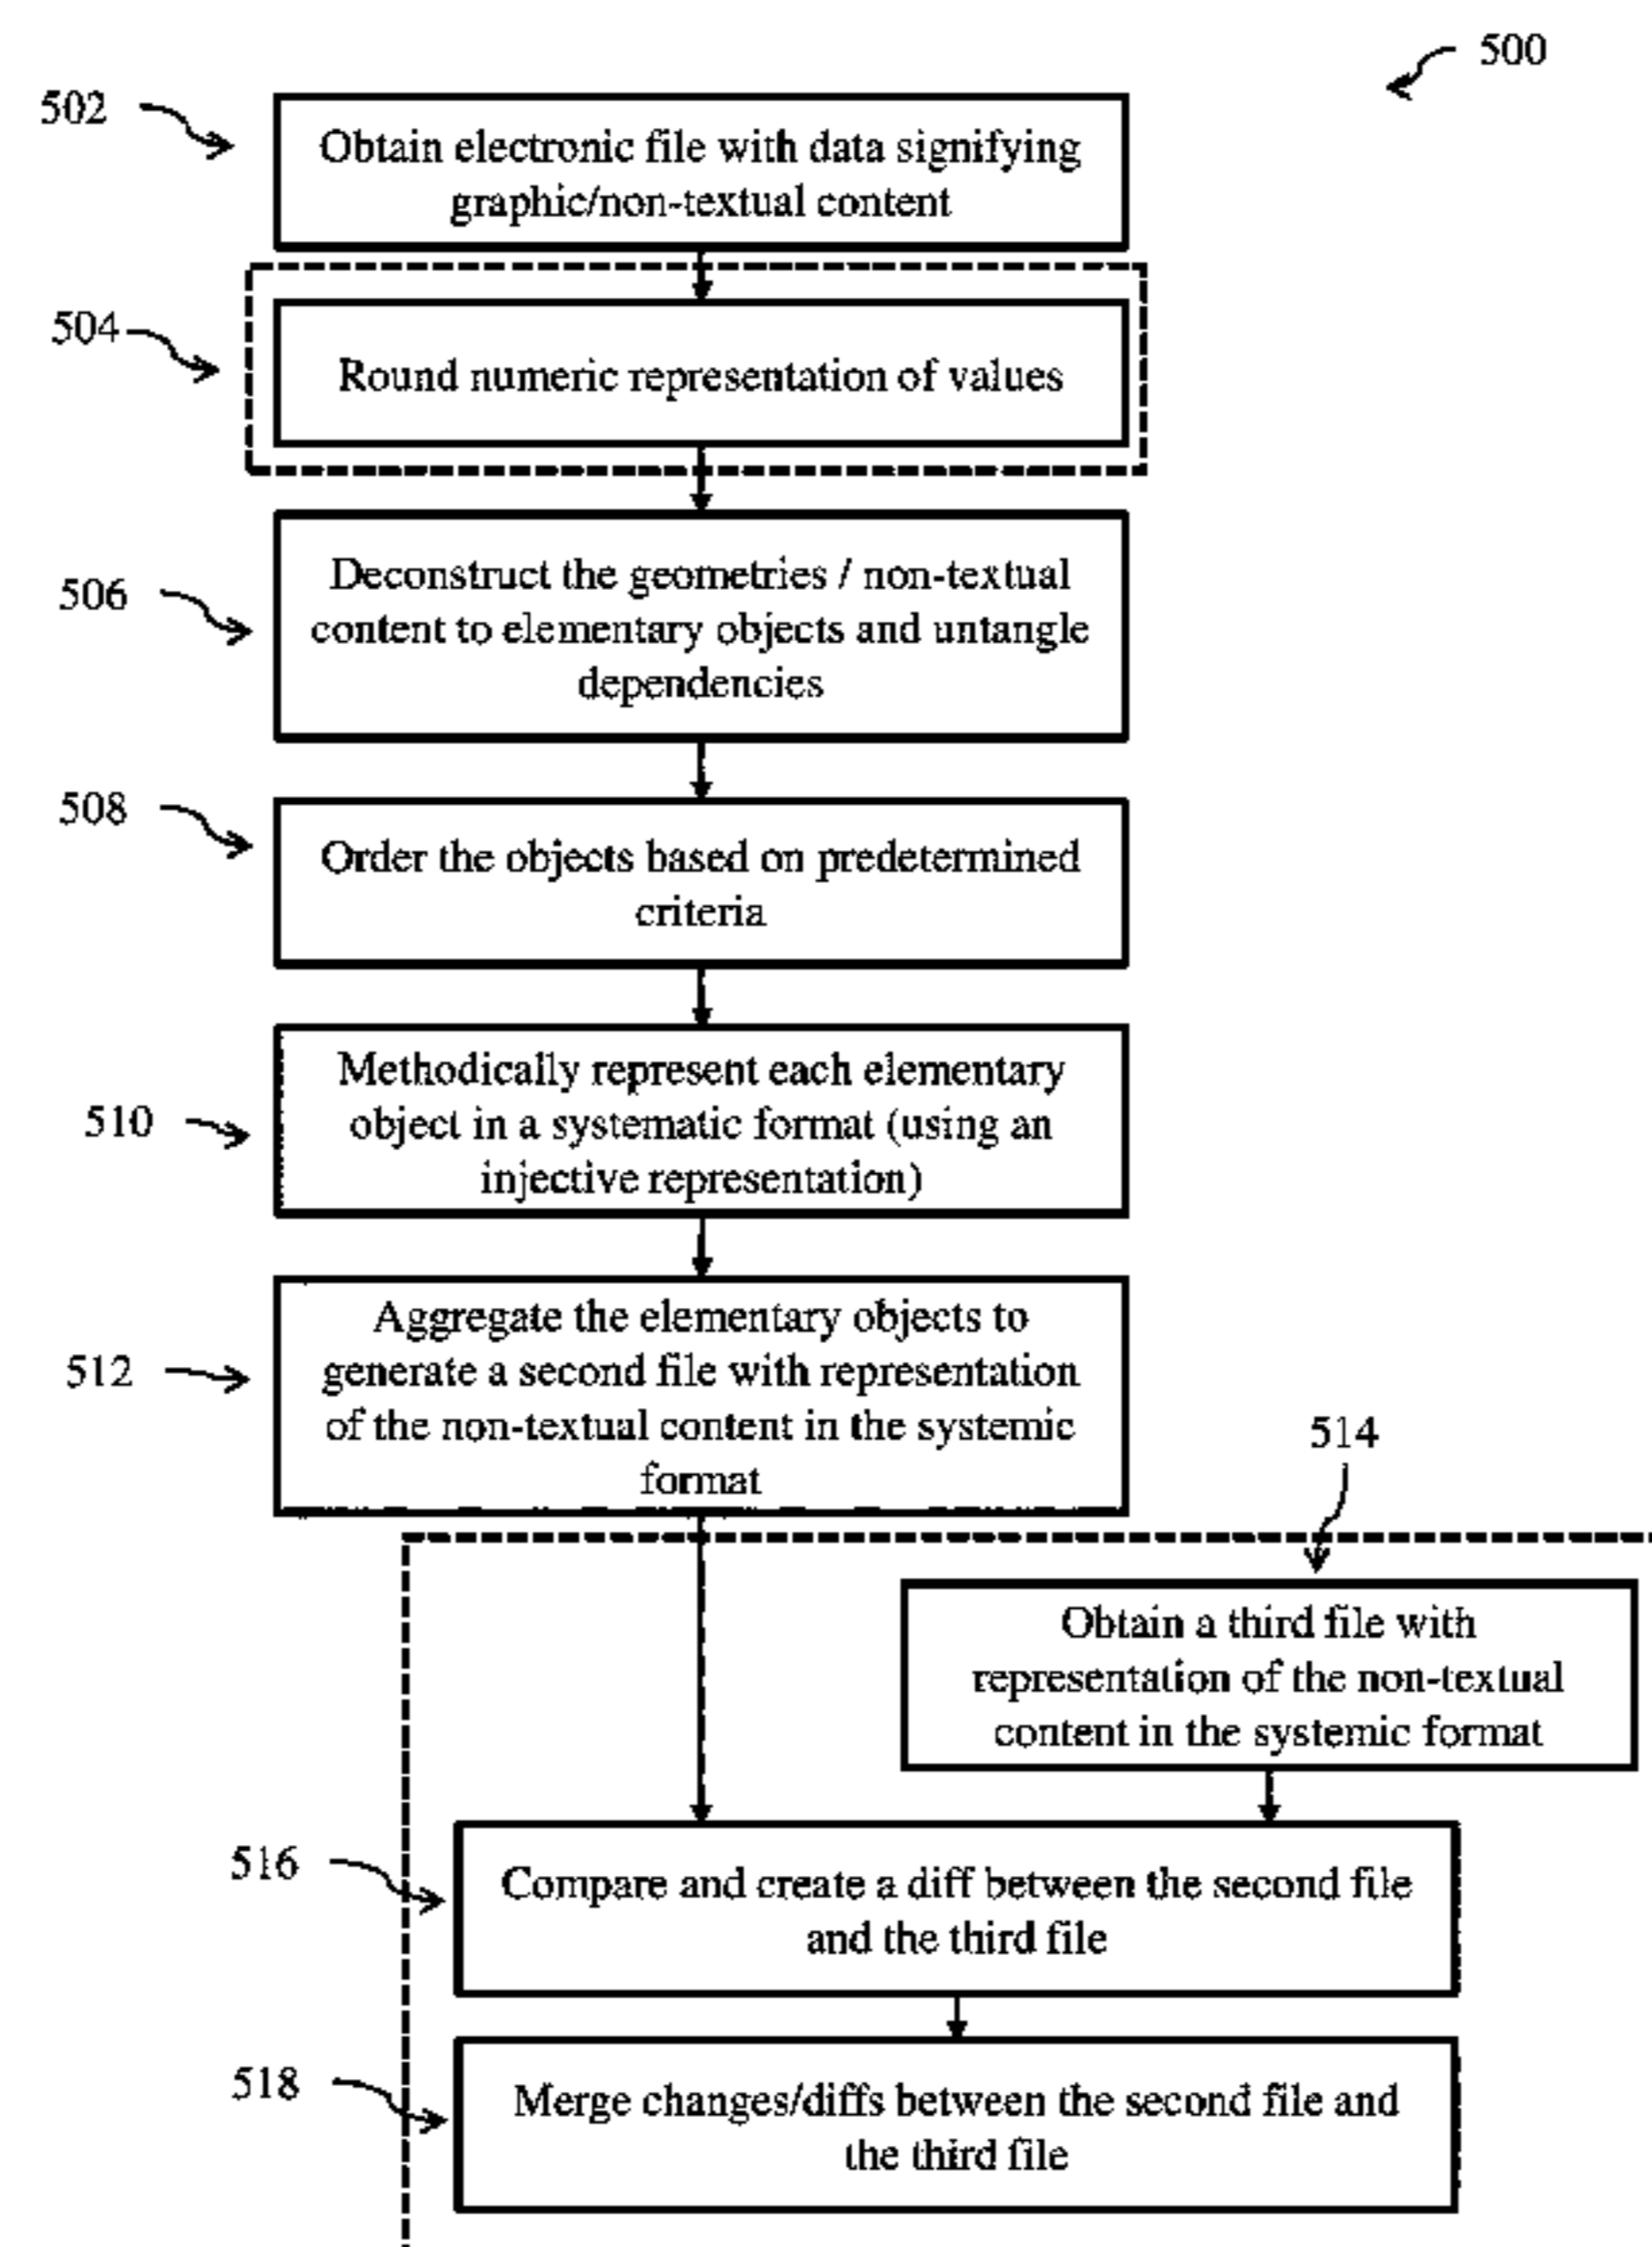 500
502
Obtain electronic file with data signifying
graphic/non-textual content
504
Round numeric representation of values
506
Deconstruct the geometries / non-textual
content to elementary objects and untangle
dependencies
508
Order the objects based on predetermined
criteria
510
Methodically represent each elementary
object in a systematic format (using an
injective representation)
512
Aggregate the elementary objects to
generate a second file with representation
of the non-textual content in the systemic
format
514
Obtain a third file with
representation of the non-textual
content in the systemic format
516
Compare and create a diff between the second file
and the third file
518
Merge changes/diffs between the second file and
the third file